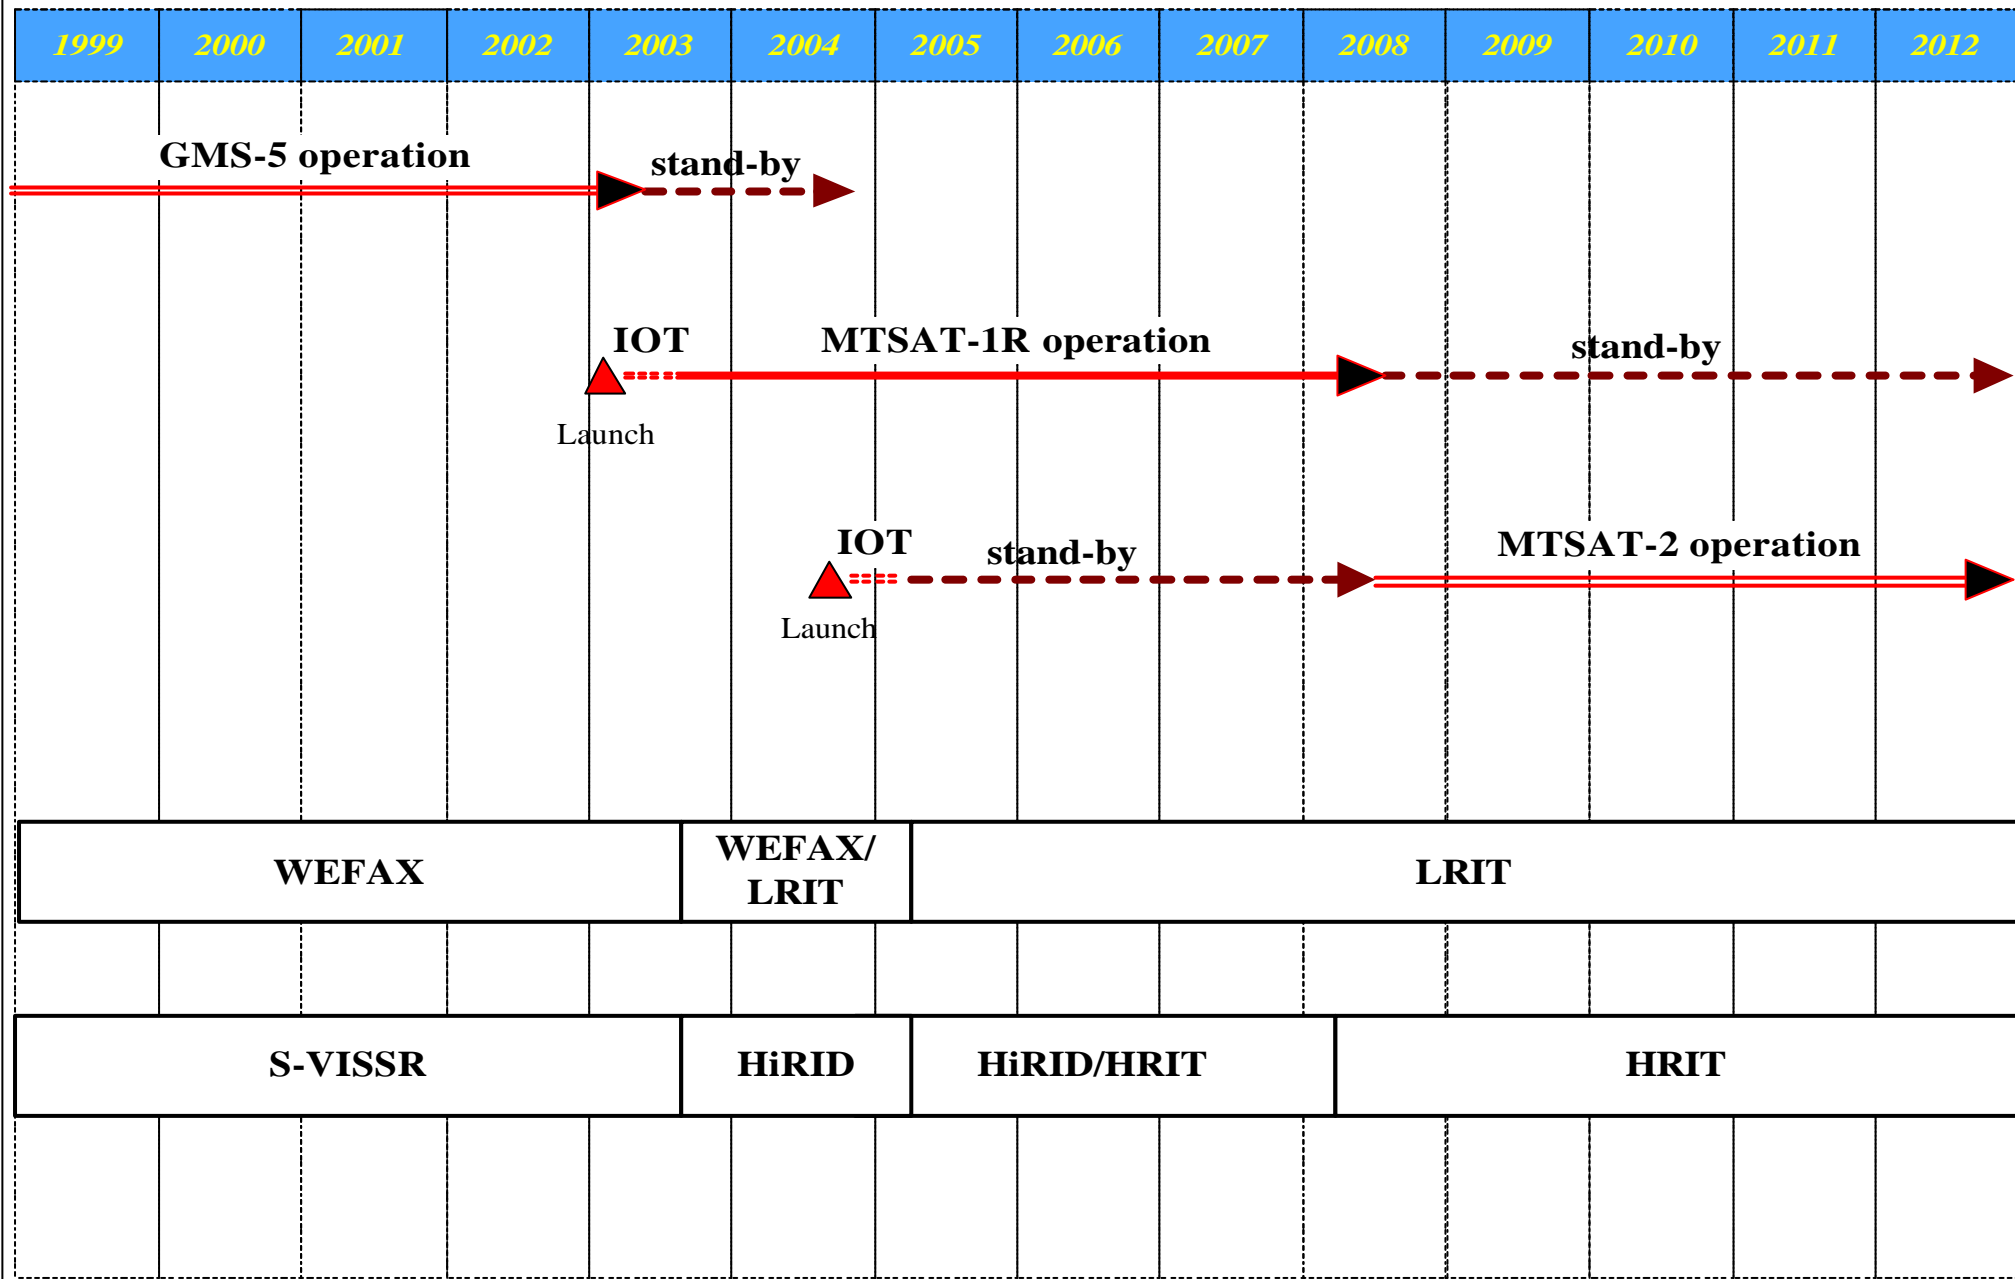 1999 2000 2001 2002 2003 2004 2005 2006 2007 2008 2009 2010 2011 2012
GMS-5 operation
stand-by
IOT
MTSAT-1R operation
stand-by
Launch
IOT
stand-by
MTSAT-2 operation
Launch
WEFAX
WEFAX/
LRIT
LRIT
S-VISSR
HiRID
HiRID/HRIT
HRIT